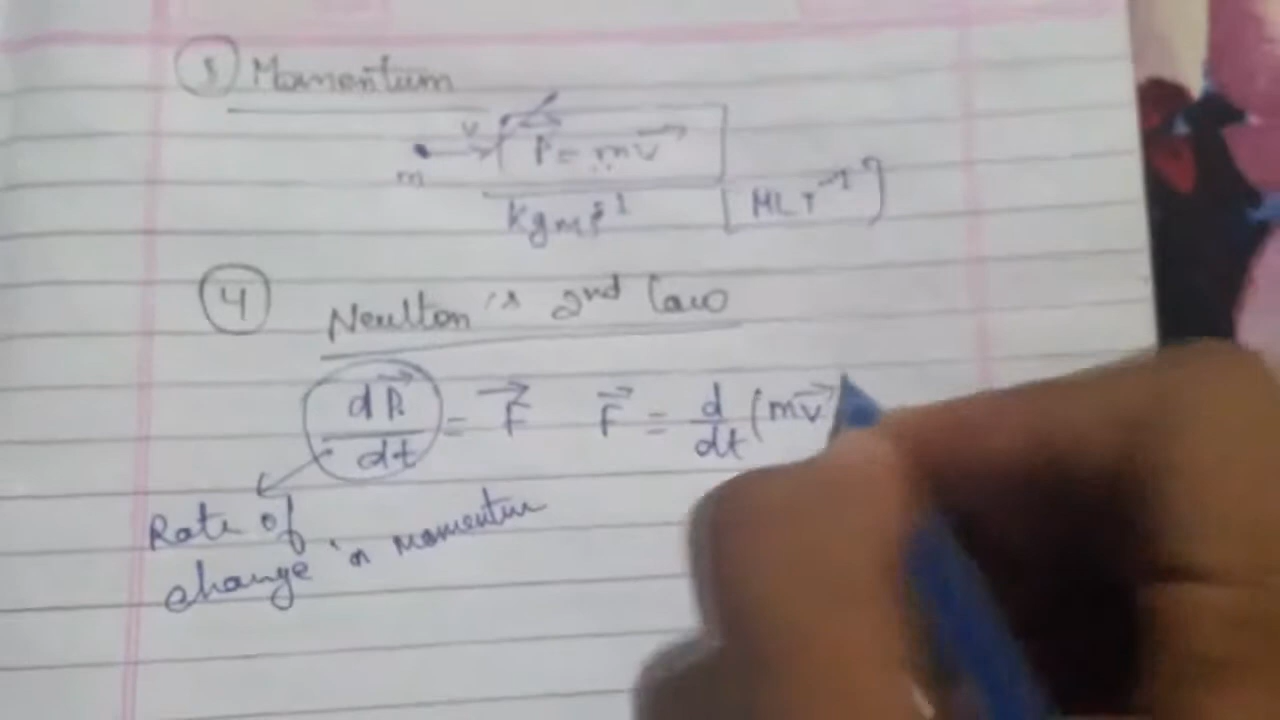 3 Momentum
v
m
P = mv
kgms⁻¹
[MLT⁻¹]
4 Newton's 2nd law
dP/dt = F F = d/dt (mv
Rate of
change in momentum